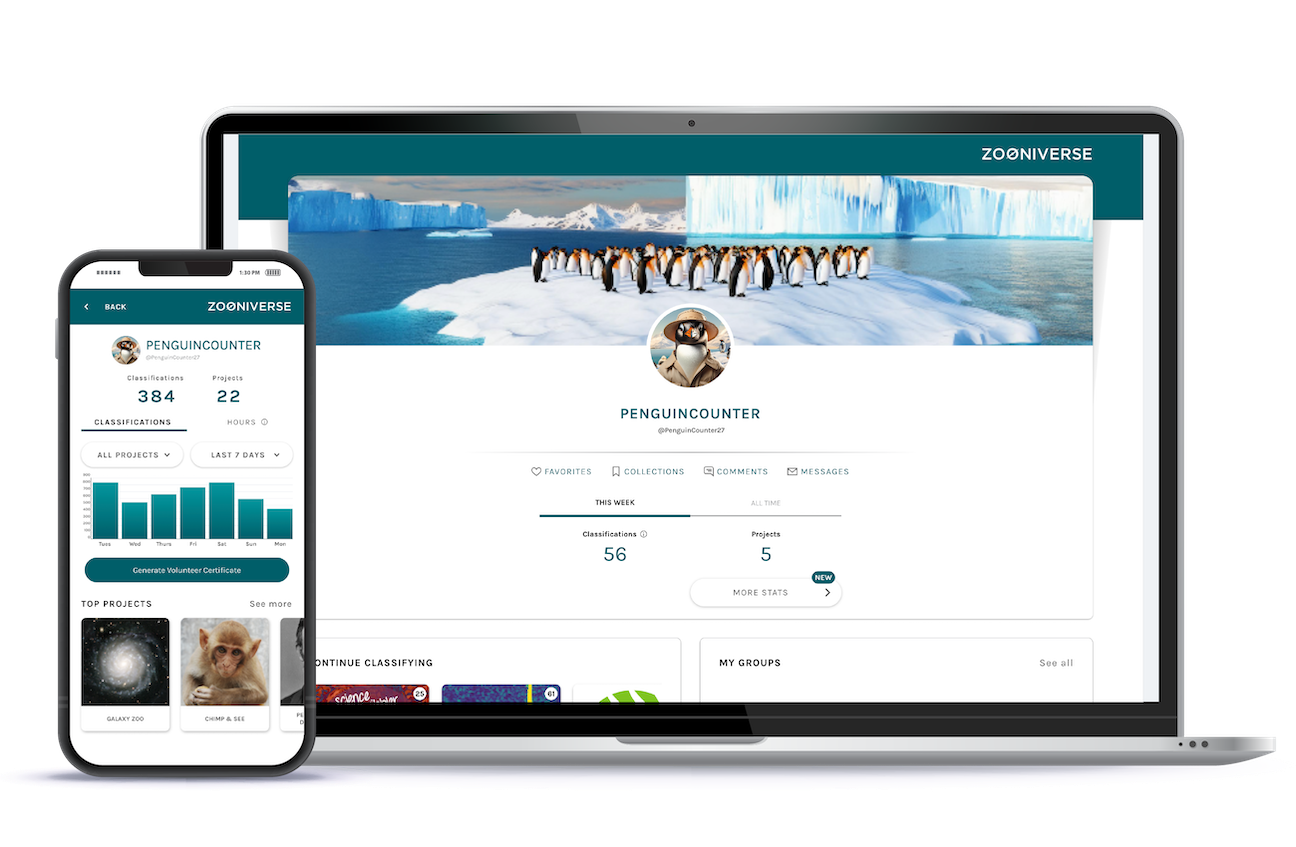 ZOONIVERSE
PENGUINCOUNTER
@PenguinCounter27
FAVORITES COLLECTIONS COMMENTS MESSAGES
THIS WEEK ALL TIME
Classifications Projects
56 5
NEW
MORE STATS
ONTINUE CLASSIFYING
25 61
MY GROUPS See all
1:30 PM
BACK ZOONIVERSE
PENGUINCOUNTER
@PenguinCounter27
Classifications Projects
384 22
CLASSIFICATIONS HOURS
ALL PROJECTS LAST 7 DAYS
Tues Wed Thurs Fri Sat Sun Mon
Generate Volunteer Certificate
TOP PROJECTS See more
GALAXY ZOO CHIMP & SEE